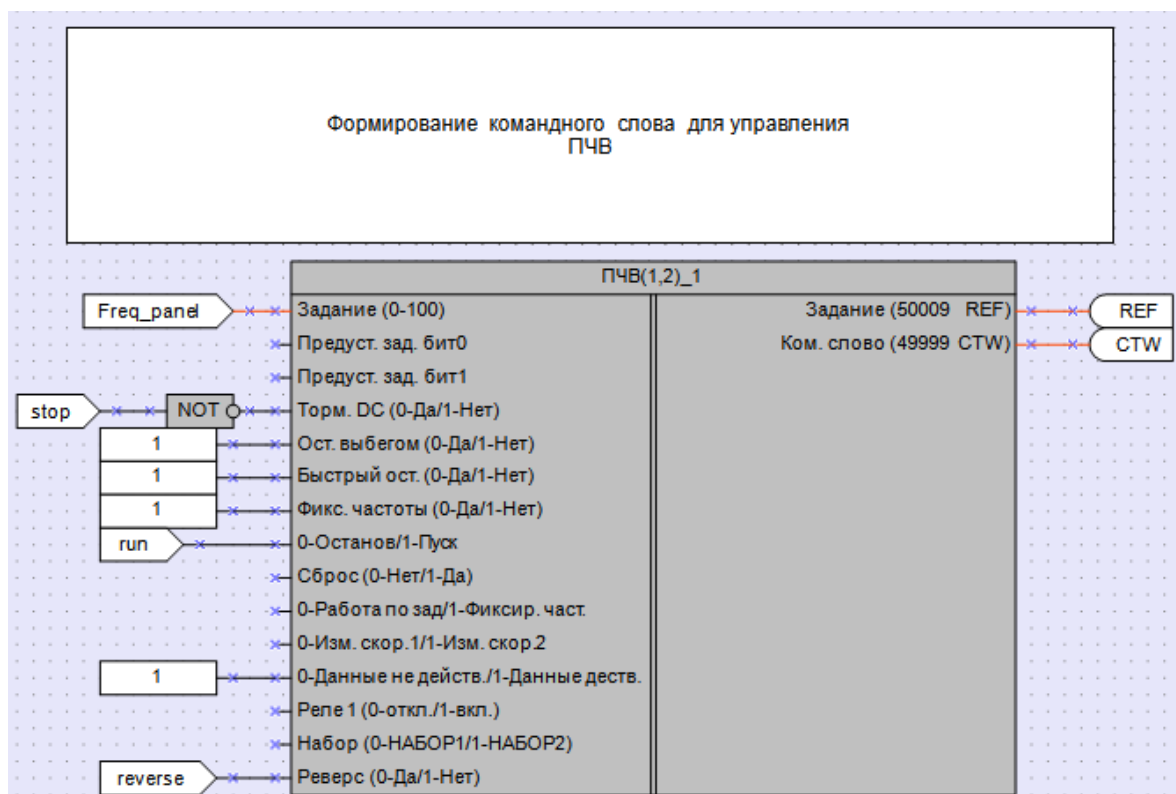 Формирование командного слова для управления
ПЧВ
ПЧВ(1,2)_1
Freq_panel Задание (0-100) Задание (50009 REF) REF
Предуст. зад. бит0 Ком. слово (49999 CTW) CTW
Предуст. зад. бит1
stop NOT Торм. DC (0-Да/1-Нет)
1 Ост. выбегом (0-Да/1-Нет)
1 Быстрый ост. (0-Да/1-Нет)
1 Фикс. частоты (0-Да/1-Нет)
run 0-Останов/1-Пуск
Сброс (0-Нет/1-Да)
0-Работа по зад/1-Фиксир. част.
0-Изм. скор.1/1-Изм. скор.2
1 0-Данные не действ./1-Данные деств.
Реле 1 (0-откл./1-вкл.)
Набор (0-НАБОР1/1-НАБОР2)
reverse Реверс (0-Да/1-Нет)